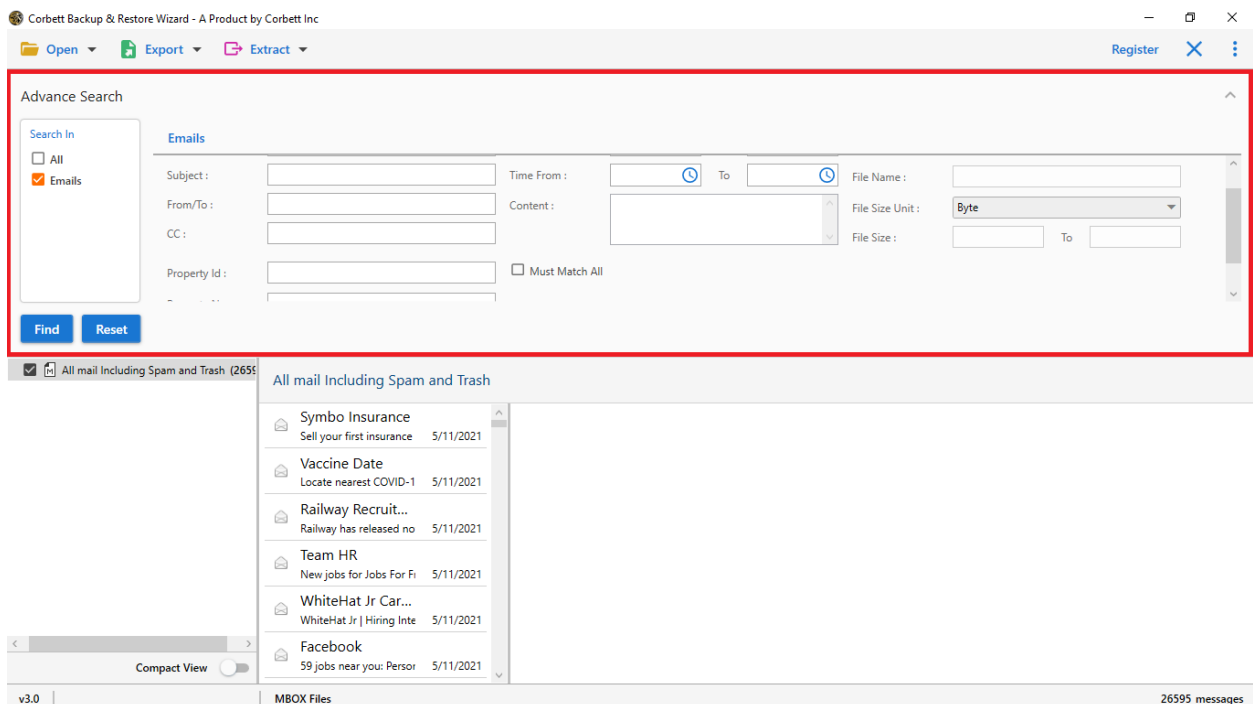 Corbett Backup & Restore Wizard - A Product by Corbett Inc
Open Export Extract Register
Advance Search
Search In
All
Emails
Emails
Subject :
From/To :
CC :
Property Id :
Time From : To
Content :
Must Match All
File Name :
File Size Unit : Byte
File Size : To
Find Reset
All mail Including Spam and Trash (2659
All mail Including Spam and Trash
Symbo Insurance
Sell your first insurance 5/11/2021
Vaccine Date
Locate nearest COVID-1 5/11/2021
Railway Recruit...
Railway has released no 5/11/2021
Team HR
New jobs for Jobs For Fr 5/11/2021
WhiteHat Jr Car...
WhiteHat Jr | Hiring Inte 5/11/2021
Facebook
59 jobs near you: Person 5/11/2021
Compact View
v3.0 MBOX Files 26595 messages